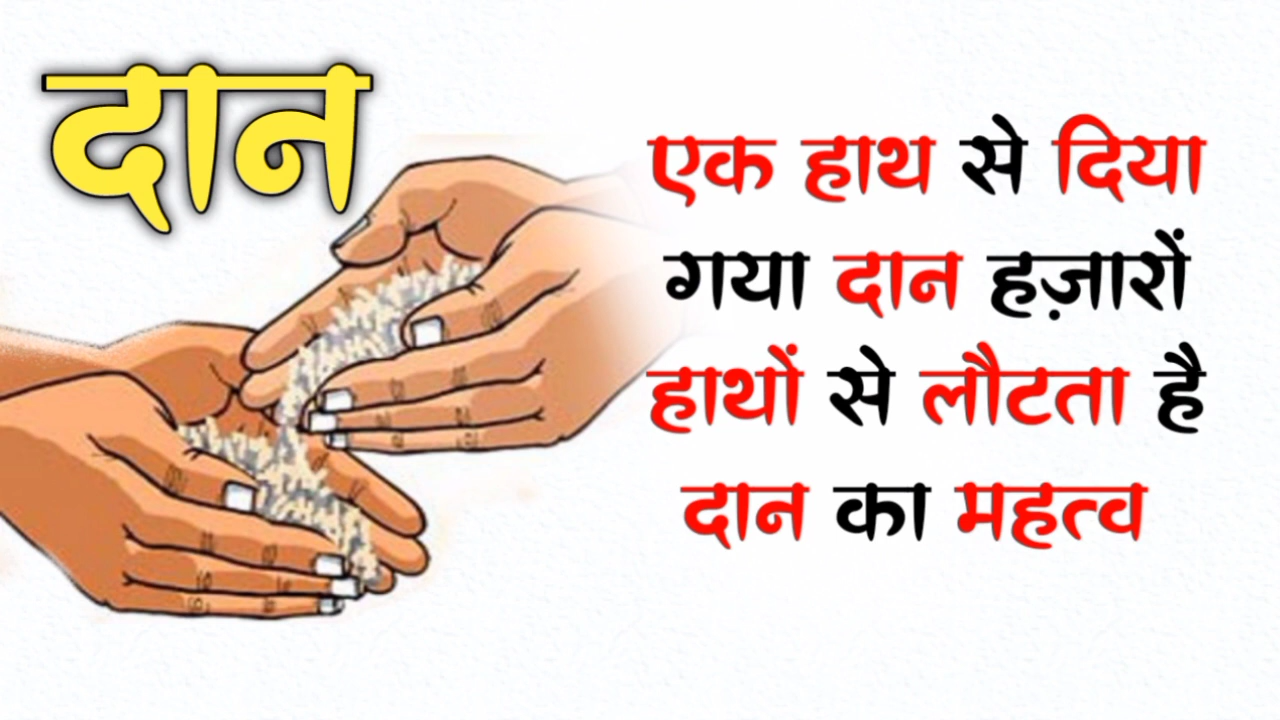 दान
एक हाथ से दिया
गया दान हज़ारों
हाथों से लौटता है
दान का महत्व